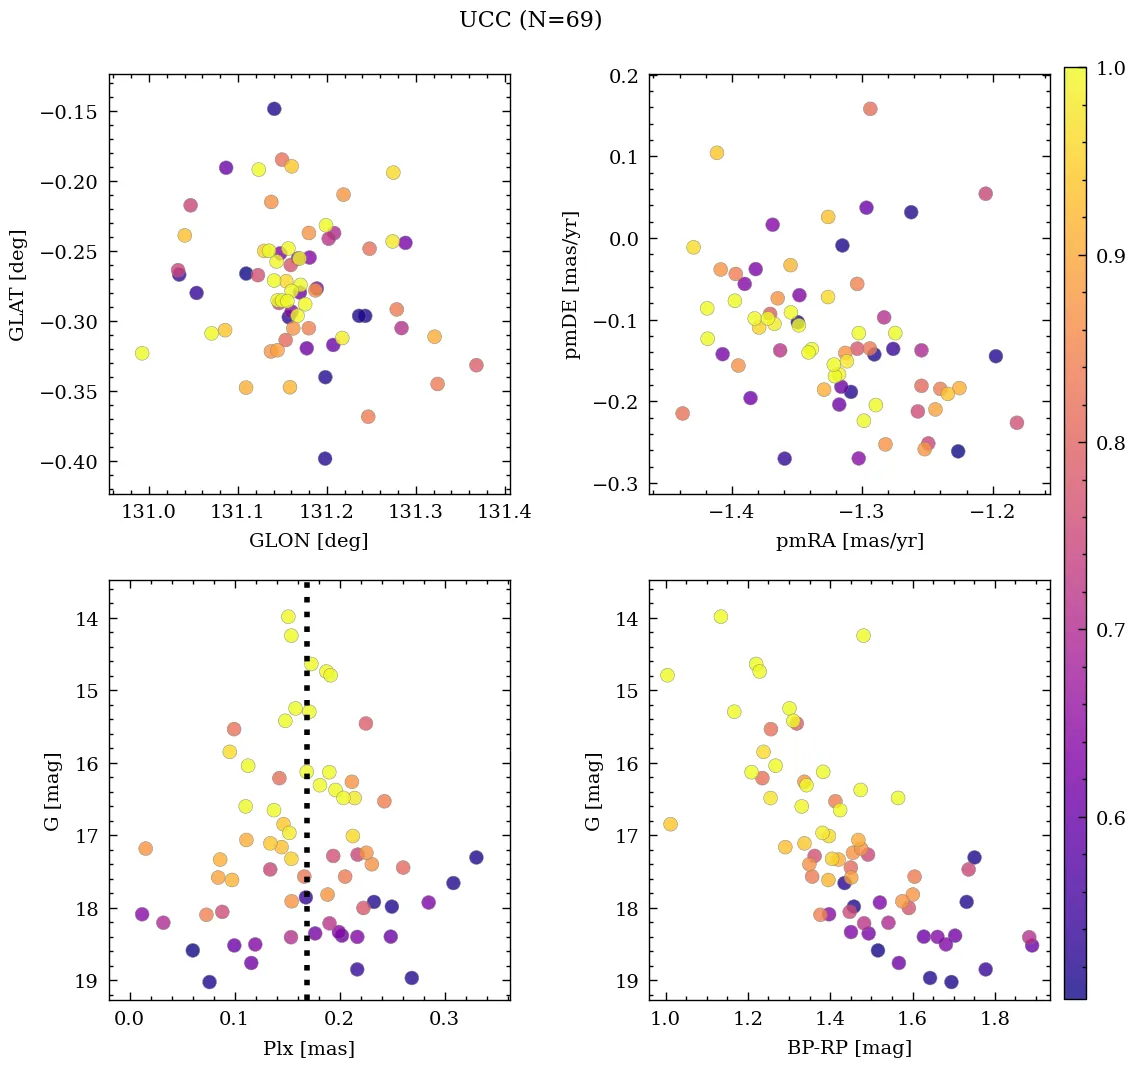 UCC (N=69)
−0.15
−0.20
−0.25
−0.30
−0.35
−0.40
GLAT [deg]
131.0 131.1 131.2 131.3 131.4
GLON [deg]
0.2
0.1
0.0
−0.1
−0.2
−0.3
pmDE [mas/yr]
−1.4 −1.3 −1.2
pmRA [mas/yr]
14
15
16
17
18
19
G [mag]
0.0 0.1 0.2 0.3
Plx [mas]
14
15
16
17
18
19
G [mag]
1.0 1.2 1.4 1.6 1.8
BP-RP [mag]
1.0
0.9
0.8
0.7
0.6